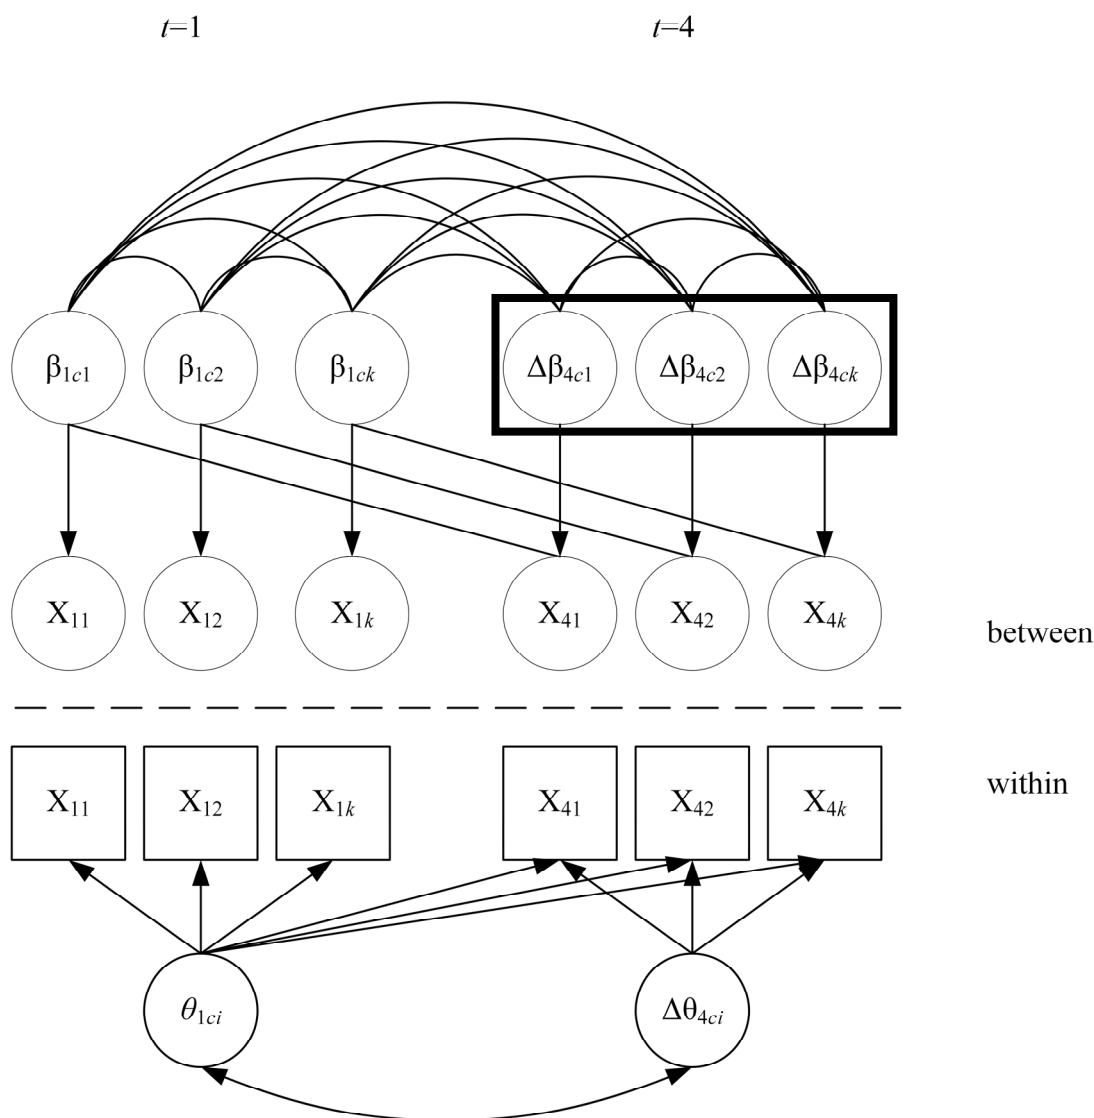 t=1 t=4
β1c1 β1c2 β1ck Δβ4c1 Δβ4c2 Δβ4ck
X11 X12 X1k X41 X42 X4k
between
X11 X12 X1k X41 X42 X4k
within
θ1ci Δθ4ci